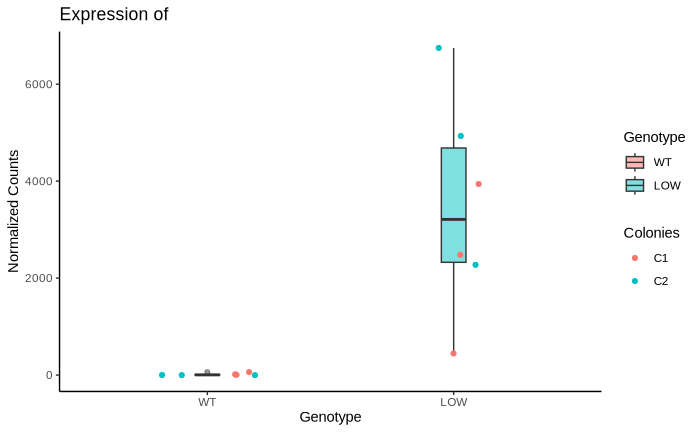 Expression of
Normalized Counts
6000
4000
2000
0
WT
LOW
Genotype
Genotype
WT
LOW
Colonies
C1
C2